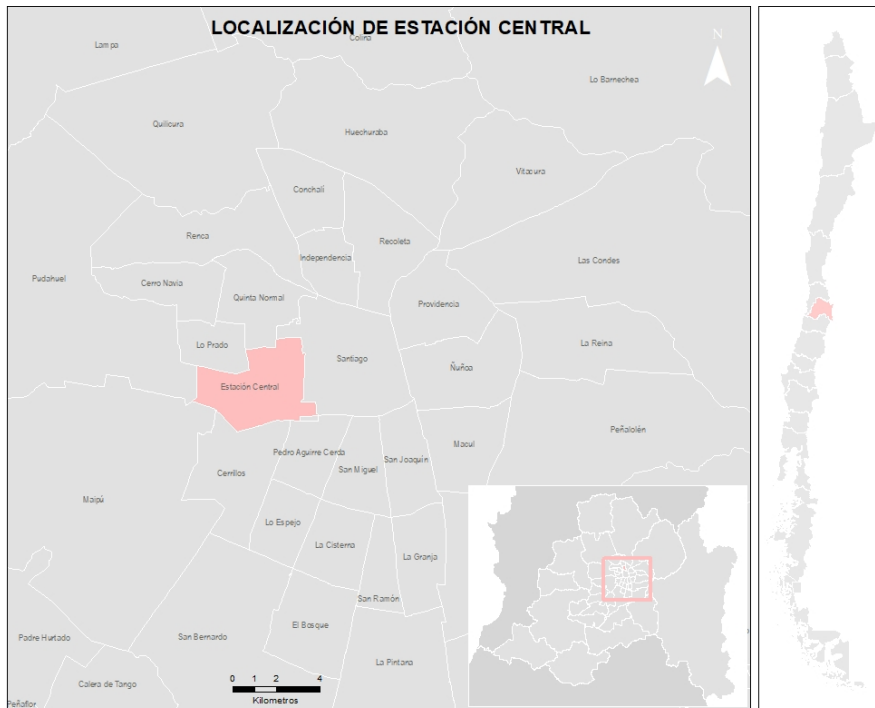 LOCALIZACIÓN DE ESTACIÓN CENTRAL
Colina
Lampa
N
Lo Barnechea
Quilicura
Huechuraba
Vitacura
Conchalí
Renca
Recoleta
Independencia
Las Condes
Pudahuel
Cerro Navia
Quinta Normal
Providencia
Lo Prado
Santiago
La Reina
Ñuñoa
Estación Central
Peñalolén
Macul
Pedro Aguirre Cerda
San Joaquín
San Miguel
Cerrillos
Maipú
Lo Espejo
La Cisterna
La Granja
San Ramón
El Bosque
Padre Hurtado
San Bernardo
La Pintana
Calera de Tango
0 1 2 4
Kilometros
Peñaflor